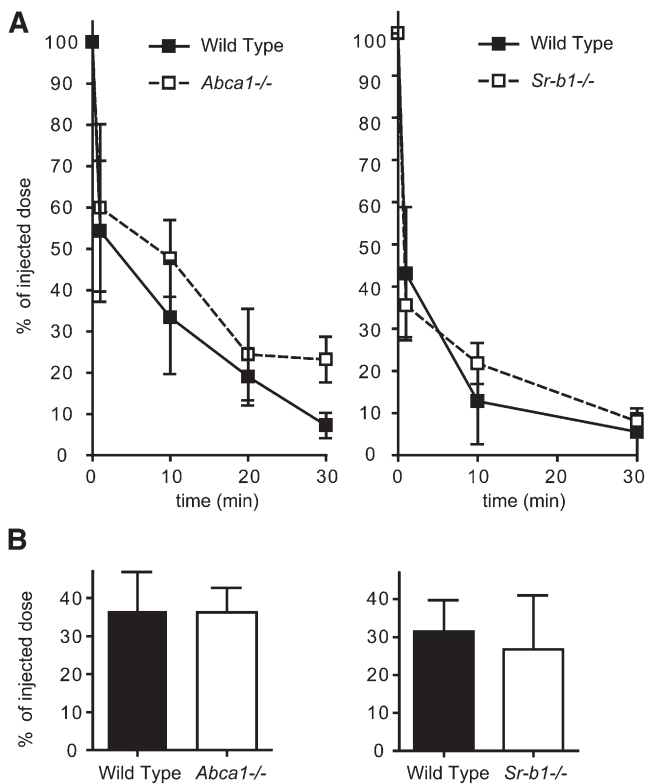 A
Wild Type
Abca1-/-
% of injected dose
100
90
80
70
60
50
40
30
20
10
0
0 10 20 30
time (min)
Wild Type
Sr-b1-/-
100
90
80
70
60
50
40
30
20
10
0
0 10 20 30
time (min)
B
% of injected dose
40
30
20
10
0
Wild Type Abca1-/-
40
30
20
10
0
Wild Type Sr-b1-/-